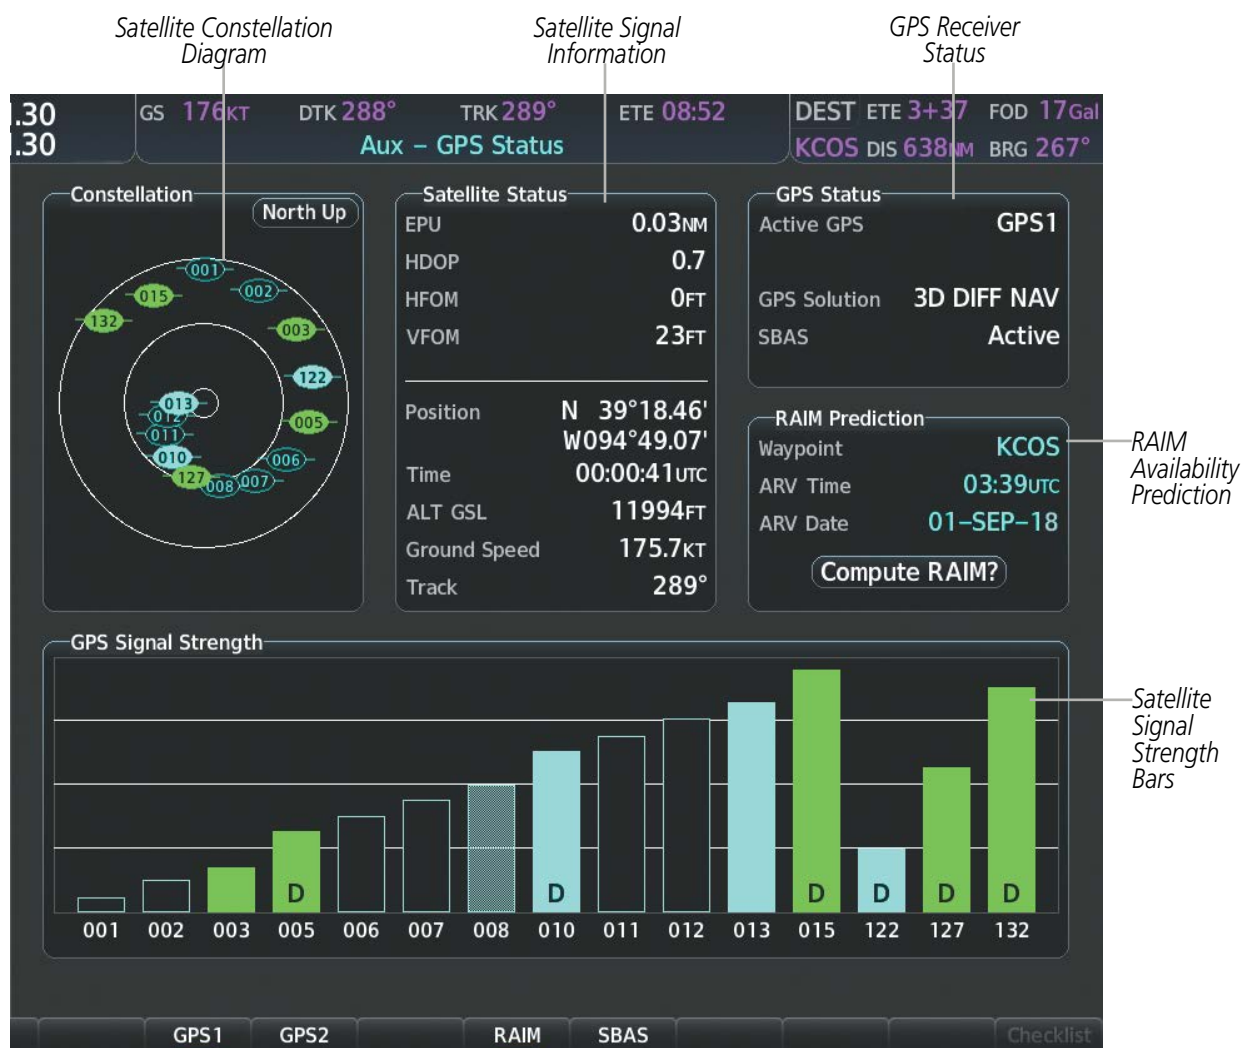 Satellite Constellation
Diagram
Satellite Signal
Information
GPS Receiver
Status
.30
.30
GS 176KT DTK 288° TRK 289° ETE 08:52
Aux – GPS Status
DEST ETE 3+37 FOD 17Gal
KCOS DIS 638NM BRG 267°
Constellation
North Up
001
015
002
132
003
122
013
012
005
011
010
006
127
008
007
Satellite Status
EPU 0.03NM
HDOP 0.7
HFOM 0FT
VFOM 23FT
Position N 39°18.46'
W094°49.07'
Time 00:00:41UTC
ALT GSL 11994FT
Ground Speed 175.7KT
Track 289°
GPS Status
Active GPS GPS1
GPS Solution 3D DIFF NAV
SBAS Active
RAIM Prediction
Waypoint KCOS
ARV Time 03:39UTC
ARV Date 01–SEP–18
Compute RAIM?
RAIM
Availability
Prediction
GPS Signal Strength
D D D D D D
001 002 003 005 006 007 008 010 011 012 013 015 122 127 132
Satellite
Signal
Strength
Bars
GPS1 GPS2 RAIM SBAS Checklist